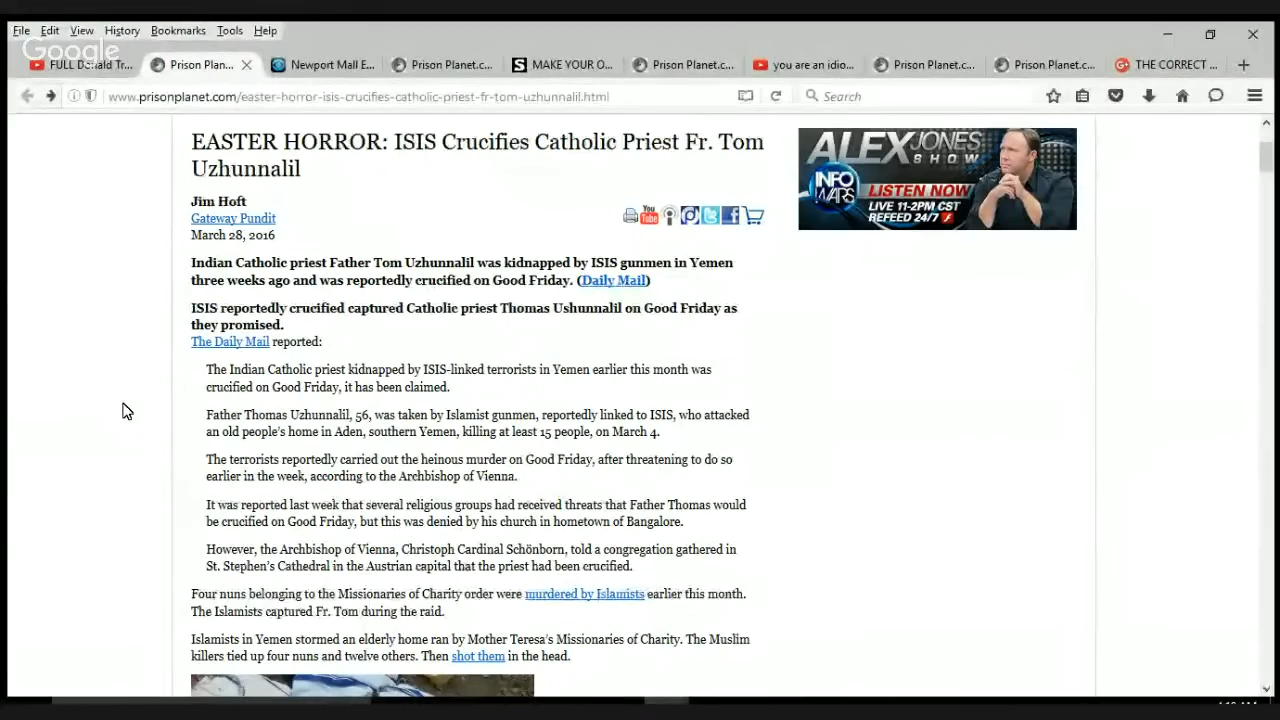 File Edit View History Bookmarks Tools Help
Google
FULL Donald Tr... Prison Plan... Newport Mall E... Prison Planet.c... MAKE YOUR O... Prison Planet.c... you are an idio... Prison Planet.c... Prison Planet.c... THE CORRECT ...
www.prisonplanet.com/easter-horror-isis-crucifies-catholic-priest-fr-tom-uzhunnalil.html Search
EASTER HORROR: ISIS Crucifies Catholic Priest Fr. Tom
Uzhunnalil
ALEX JONES
SHOW
INFO
WARS
LISTEN NOW
LIVE 11-2PM CST
REFEED 24/7
Jim Hoft
Gateway Pundit
March 28, 2016
You
Tube
Indian Catholic priest Father Tom Uzhunnalil was kidnapped by ISIS gunmen in Yemen
three weeks ago and was reportedly crucified on Good Friday. (Daily Mail)
ISIS reportedly crucified captured Catholic priest Thomas Ushunnalil on Good Friday as
they promised.
The Daily Mail reported:
The Indian Catholic priest kidnapped by ISIS-linked terrorists in Yemen earlier this month was
crucified on Good Friday, it has been claimed.
Father Thomas Uzhunnalil, 56, was taken by Islamist gunmen, reportedly linked to ISIS, who attacked
an old people's home in Aden, southern Yemen, killing at least 15 people, on March 4.
The terrorists reportedly carried out the heinous murder on Good Friday, after threatening to do so
earlier in the week, according to the Archbishop of Vienna.
It was reported last week that several religious groups had received threats that Father Thomas would
be crucified on Good Friday, but this was denied by his church in hometown of Bangalore.
However, the Archbishop of Vienna, Christoph Cardinal Schönborn, told a congregation gathered in
St. Stephen's Cathedral in the Austrian capital that the priest had been crucified.
Four nuns belonging to the Missionaries of Charity order were murdered by Islamists earlier this month.
The Islamists captured Fr. Tom during the raid.
Islamists in Yemen stormed an elderly home ran by Mother Teresa's Missionaries of Charity. The Muslim
killers tied up four nuns and twelve others. Then shot them in the head.